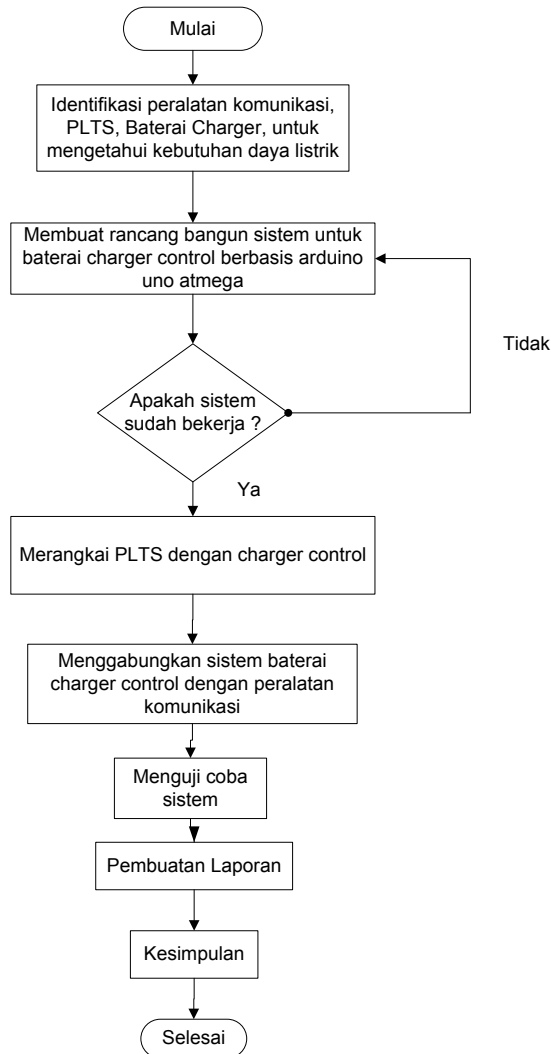 Mulai
Identifikasi peralatan komunikasi,
PLTS, Baterai Charger, untuk
mengetahui kebutuhan daya listrik
Membuat rancang bangun sistem untuk
baterai charger control berbasis arduino
uno atmega
Tidak
Apakah sistem
sudah bekerja ?
Ya
Merangkai PLTS dengan charger control
Menggabungkan sistem baterai
charger control dengan peralatan
komunikasi
Menguji coba
sistem
Pembuatan Laporan
Kesimpulan
Selesai